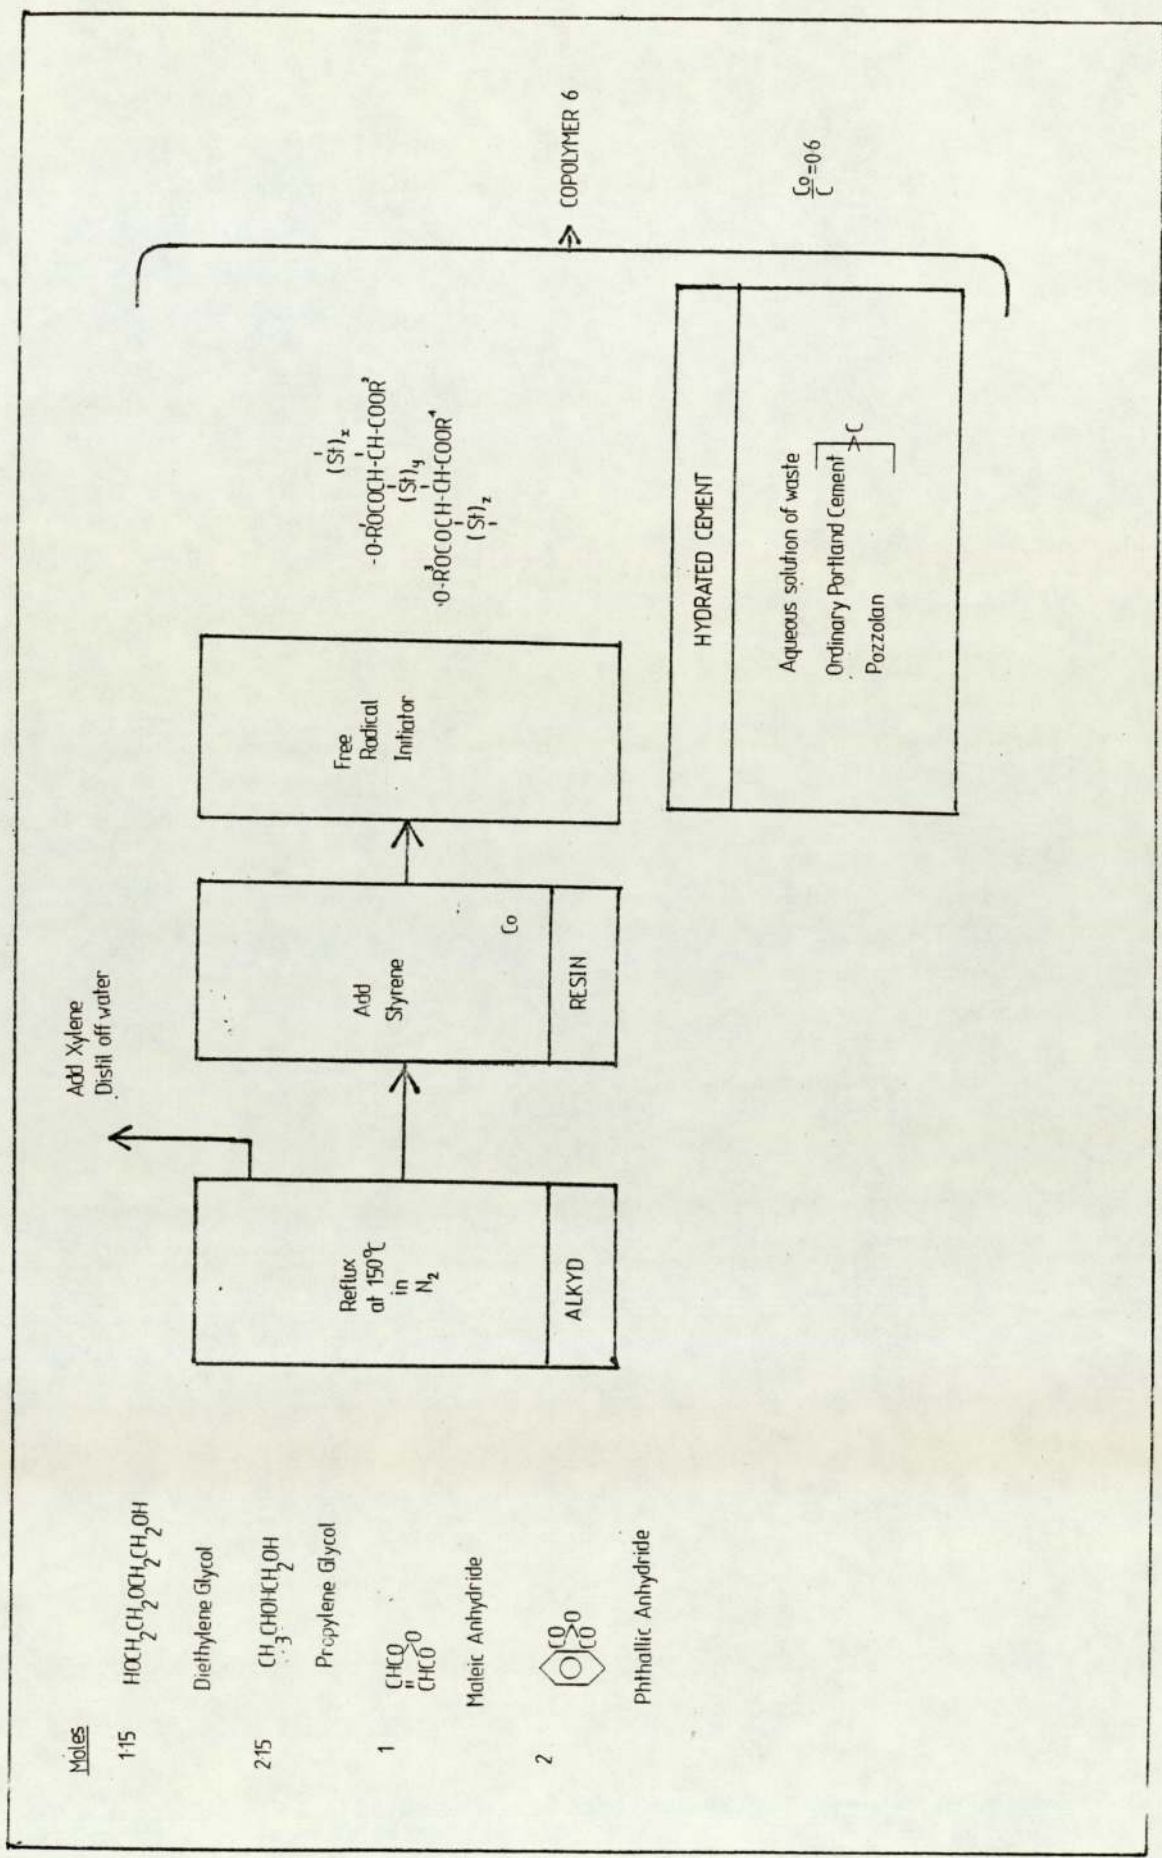 Moles
1·15 HOCH2CH2OCH2CH2OH
Diethylene Glycol
2·15 CH3CHOHCH2OH
Propylene Glycol
1 CHCO
=
CHCO>O
Maleic Anhydride
2 CO
CO>O
Phthallic Anhydride
Add Xylene
Distil off water
Reflux
at 150°C
in
N2
ALKYD
Add
Styrene
Co
RESIN
Free
Radical
Initiator
(St)x
-O-R¹OCOCH-CH-COOR²
(St)y
·O-R³OCOCH-CH-COOR⁴
(St)z
HYDRATED CEMENT
Aqueous solution of waste
Ordinary Portland Cement >C
Pozzolan
COPOLYMER 6
Co/C=0·6